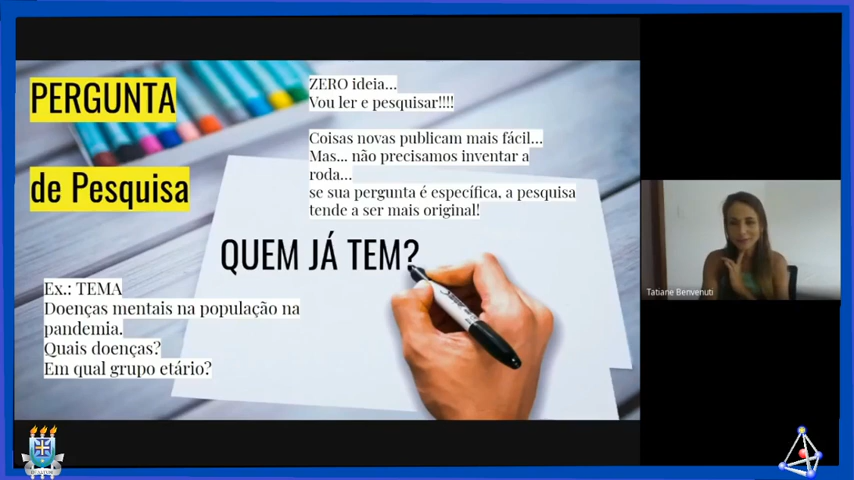 PERGUNTA
de Pesquisa
ZERO ideia...
Vou ler e pesquisar!!!!
Coisas novas publicam mais fácil...
Mas... não precisamos inventar a
roda...
se sua pergunta é específica, a pesquisa
tende a ser mais original!
QUEM JÁ TEM?
Ex.: TEMA
Doenças mentais na população na
pandemia.
Quais doenças?
Em qual grupo etário?
Tatiane Benvenuti